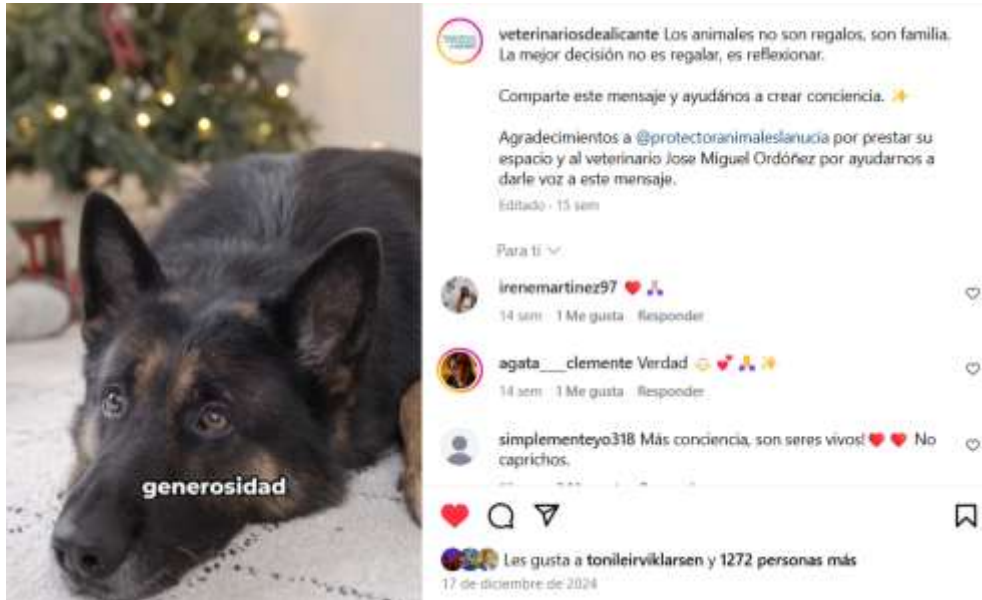 generosidad
veterinariosdealicante Los animales no son regalos, son familia.
La mejor decisión no es regalar, es reflexionar.
Comparte este mensaje y ayudános a crear conciencia. ✨
Agradecimientos a @protectoranimaleslanucia por prestar su
espacio y al veterinario Jose Miguel Ordóñez por ayudarnos a
darle voz a este mensaje.
Editado · 15 sem
Para ti
irenemartinez97 ❤️🙏🏻
14 sem 1 Me gusta Responder
agata___clemente Verdad 💕🙏✨
14 sem 1 Me gusta Responder
simplementeyo318 Más conciencia, son seres vivos!❤️ ❤️ No
caprichos.
Les gusta a tonileirviklarsen y 1272 personas más
17 de diciembre de 2024